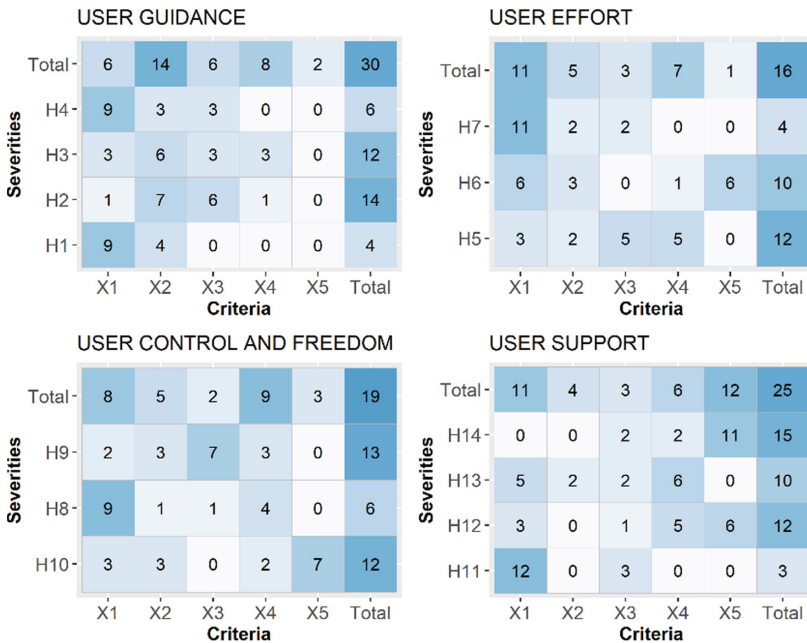 USER GUIDANCE
Severities
Total 6 14 6 8 2 30
H4 9 3 3 0 0 6
H3 3 6 3 3 0 12
H2 1 7 6 1 0 14
H1 9 4 0 0 0 4
X1 X2 X3 X4 X5 Total
Criteria
USER EFFORT
Severities
Total 11 5 3 7 1 16
H7 11 2 2 0 0 4
H6 6 3 0 1 6 10
H5 3 2 5 5 0 12
X1 X2 X3 X4 X5 Total
Criteria
USER CONTROL AND FREEDOM
Severities
Total 8 5 2 9 3 19
H9 2 3 7 3 0 13
H8 9 1 1 4 0 6
H10 3 3 0 2 7 12
X1 X2 X3 X4 X5 Total
Criteria
USER SUPPORT
Severities
Total 11 4 3 6 12 25
H14 0 0 2 2 11 15
H13 5 2 2 6 0 10
H12 3 0 1 5 6 12
H11 12 0 3 0 0 3
X1 X2 X3 X4 X5 Total
Criteria